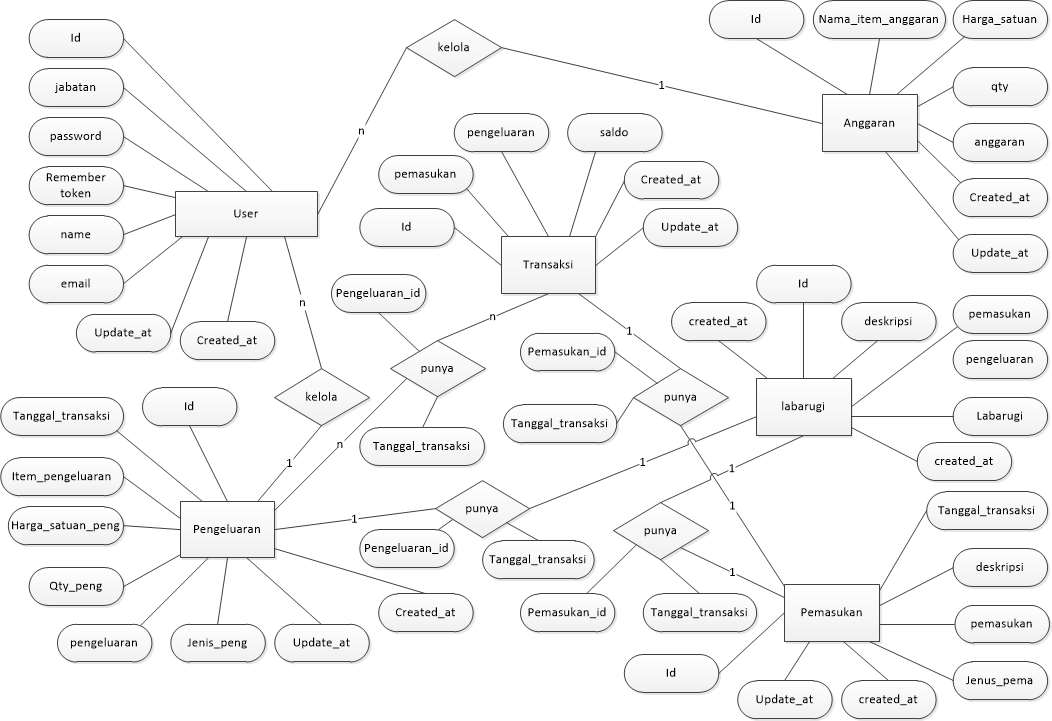 Id
Nama_item_anggaran
Harga_satuan
Id
kelola
1
jabatan
qty
Anggaran
pengeluaran
saldo
password
n
anggaran
Remember
token
pemasukan
Created_at
Created_at
User
Id
Update_at
name
Update_at
Transaksi
email
Pengeluaran_id
Id
n
n
pemasukan
created_at
deskripsi
Update_at
Created_at
1
Pemasukan_id
pengeluaran
punya
kelola
punya
labarugi
Id
Tanggal_transaksi
Labarugi
Tanggal_transaksi
n
Tanggal_transaksi
1
1
created_at
1
Item_pengeluaran
punya
1
Tanggal_transaksi
Harga_satuan_peng
Pengeluaran
1
punya
Pengeluaran_id
Tanggal_transaksi
1
deskripsi
Qty_peng
Created_at
Pemasukan_id
Tanggal_transaksi
Pemasukan
pemasukan
pengeluaran
Jenis_peng
Update_at
Id
Jenus_pema
Update_at
created_at